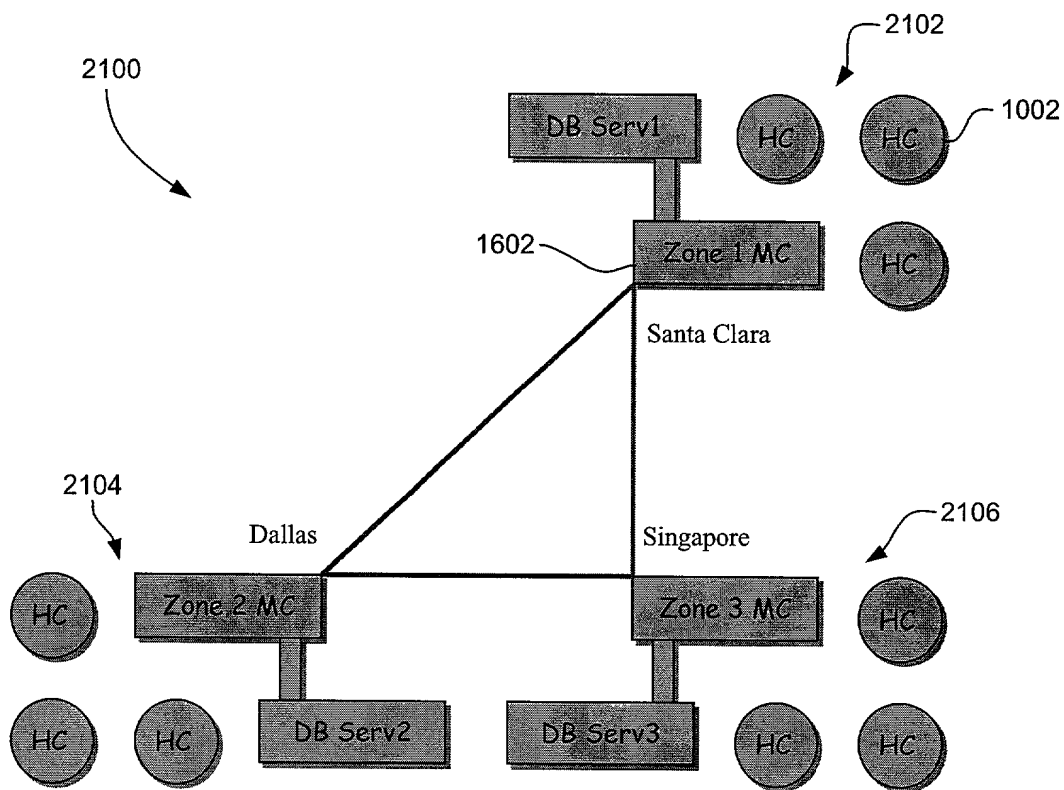 2102
2100
1002
DB Serv1
HC
HC
1602
Zone 1 MC
HC
Santa Clara
2104
2106
Dallas
Singapore
HC
Zone 2 MC
Zone 3 MC
HC
HC
HC
DB Serv2
DB Serv3
HC
HC